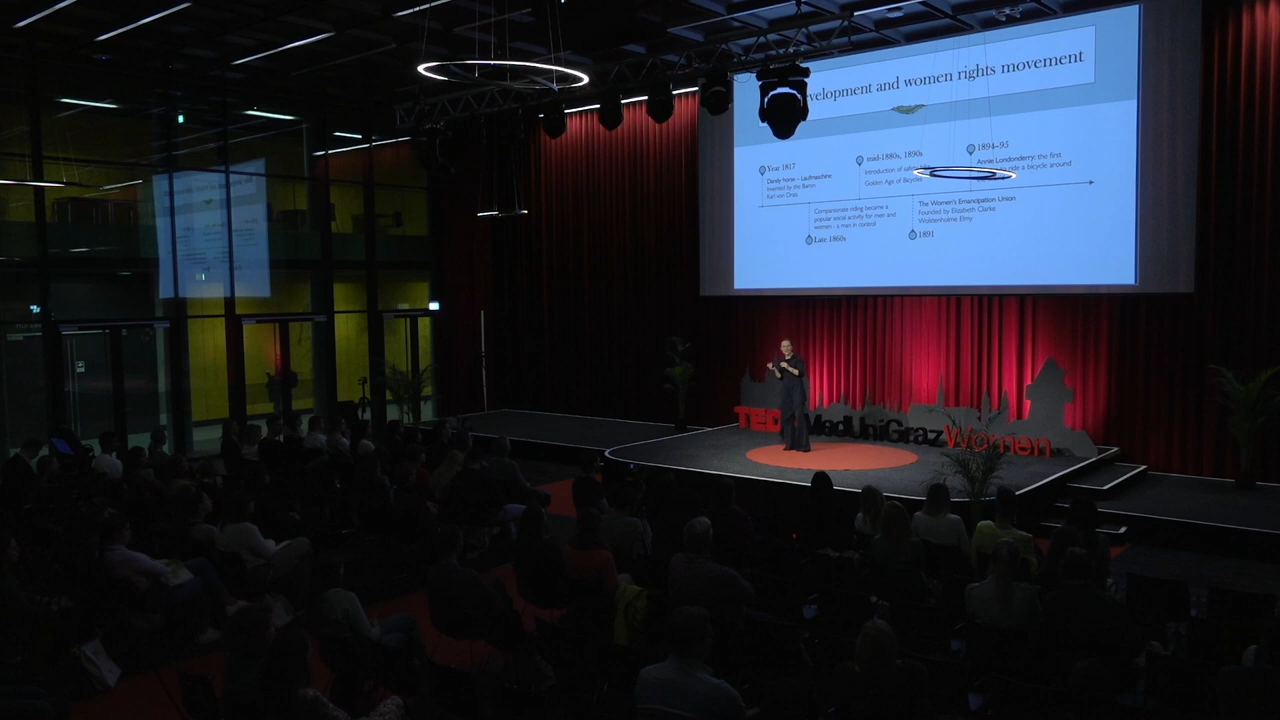 velopment and women rights movement
Year 1817
Dandy horse – Laufmaschine
Invented by the Baron
Karl von Drais
mid-1880s, 1890s
Introduction of safety
Golden Age of Bicycles
1894–95
Annie Londonderry: the first
ride a bicycle around
Companionate riding became a
popular social activity for men and
women - a man in control
Late 1860s
The Women's Emancipation Union
Founded by Elizabeth Clarke
Wolstenholme Elmy
1891
TEDxMedUniGrazWomen